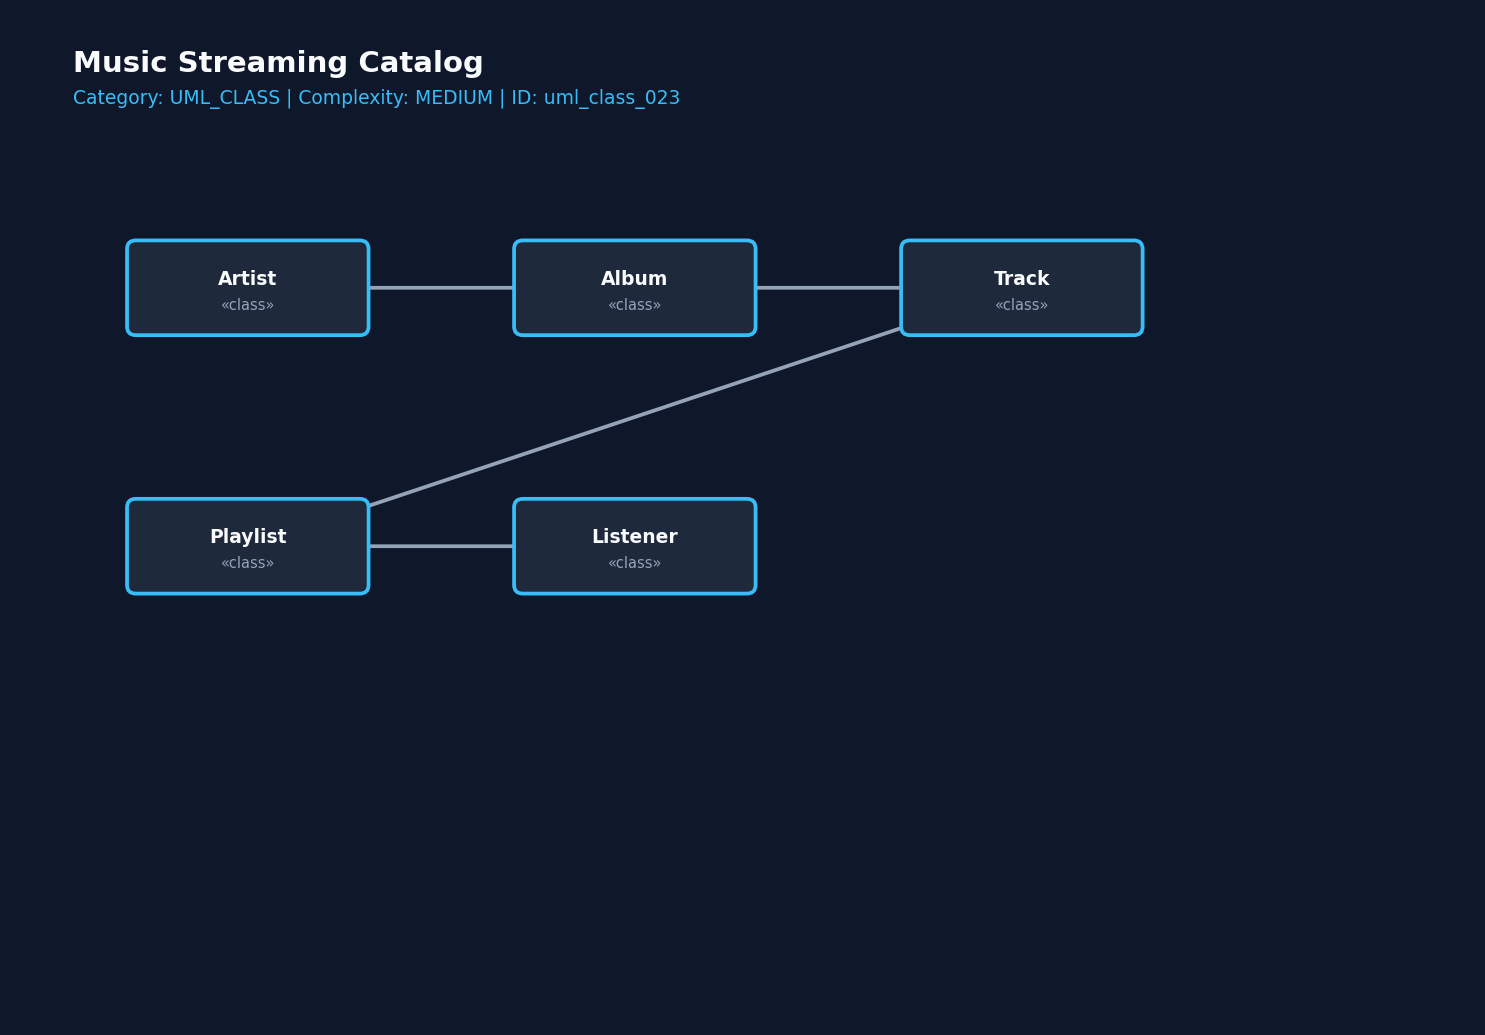 Music Streaming Catalog
Category: UML_CLASS | Complexity: MEDIUM | ID: uml_class_023
Artist
«class»
Album
«class»
Track
«class»
Playlist
«class»
Listener
«class»